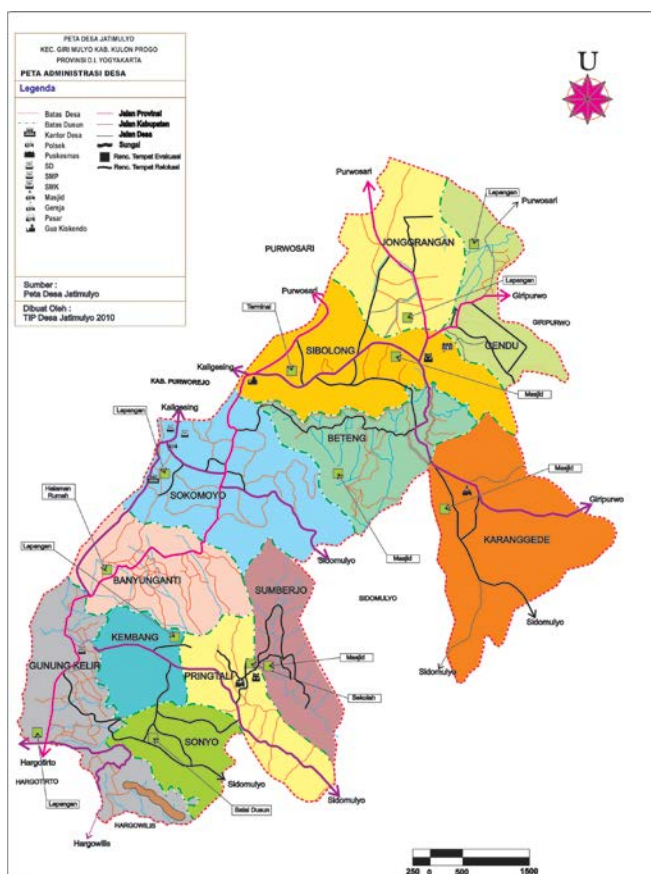 PETA DESA JATIMULYO
KEC. GIRI MULYO KAB. KULON PROGO
PROVINSI D.I. YOGYAKARTA
PETA ADMINISTRASI DESA
Legenda
Batas Desa
Batas Dusun
Kantor Desa
Polsek
Puskesmas
SD
SMP
SMK
Masjid
Gereja
Pasar
Gua Kiskendo
Jalan Provinsi
Jalan Kabupaten
Jalan Desa
Sungai
Renc. Tempat Evakuasi
Renc. Tempat Relokasi
Sumber :
Peta Desa Jatimulyo
Dibuat Oleh :
TIP Desa Jatimulyo 2010
U
Purwosari
Lapangan
Purwosari
JONGGRANGAN
PURWOSARI
Purwosari
Lapangan
Giripurwo
Terminal
GIRIPURWO
SIBOLONG
GENDU
Kaligesing
KAB. PURWOREJO
Masjid
Kaligesing
Lapangan
BETENG
Halaman
Rumah
SOKOMOYO
Masjid
Giripurwo
Lapangan
Sidomulyo
Masjid
KARANGGEDE
BANYUNGANTI
SUMBERJO
SIDOMULYO
Sidomulyo
KEMBANG
GUNUNG KELIR
PRINGTALI
Masjid
Sekolah
Sidomulyo
SONYO
Hargotirto
HARGOTIRTO
Sidomulyo
Sidomulyo
Lapangan
Balai Dusun
HARGOWILIS
Hargowilis
250 0 500 1500